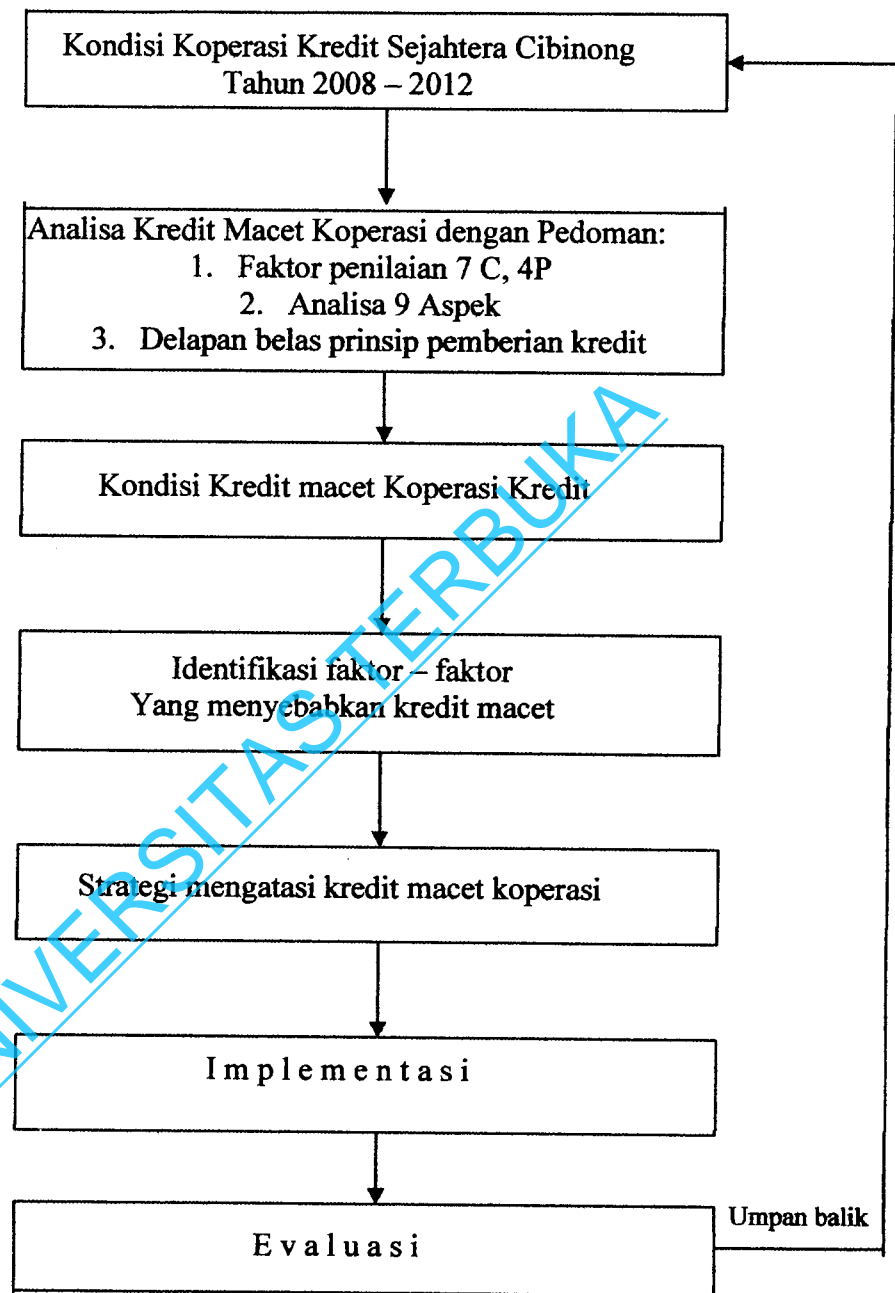 Kondisi Koperasi Kredit Sejahtera Cibinong
Tahun 2008 – 2012
Analisa Kredit Macet Koperasi dengan Pedoman:
1. Faktor penilaian 7 C, 4P
2. Analisa 9 Aspek
3. Delapan belas prinsip pemberian kredit
Kondisi Kredit macet Koperasi Kredit
Identifikasi faktor – faktor
Yang menyebabkan kredit macet
Strategi mengatasi kredit macet koperasi
I m p l e m e n t a s i
E v a l u a s i
Umpan balik
UNIVERSITAS TERBUKA